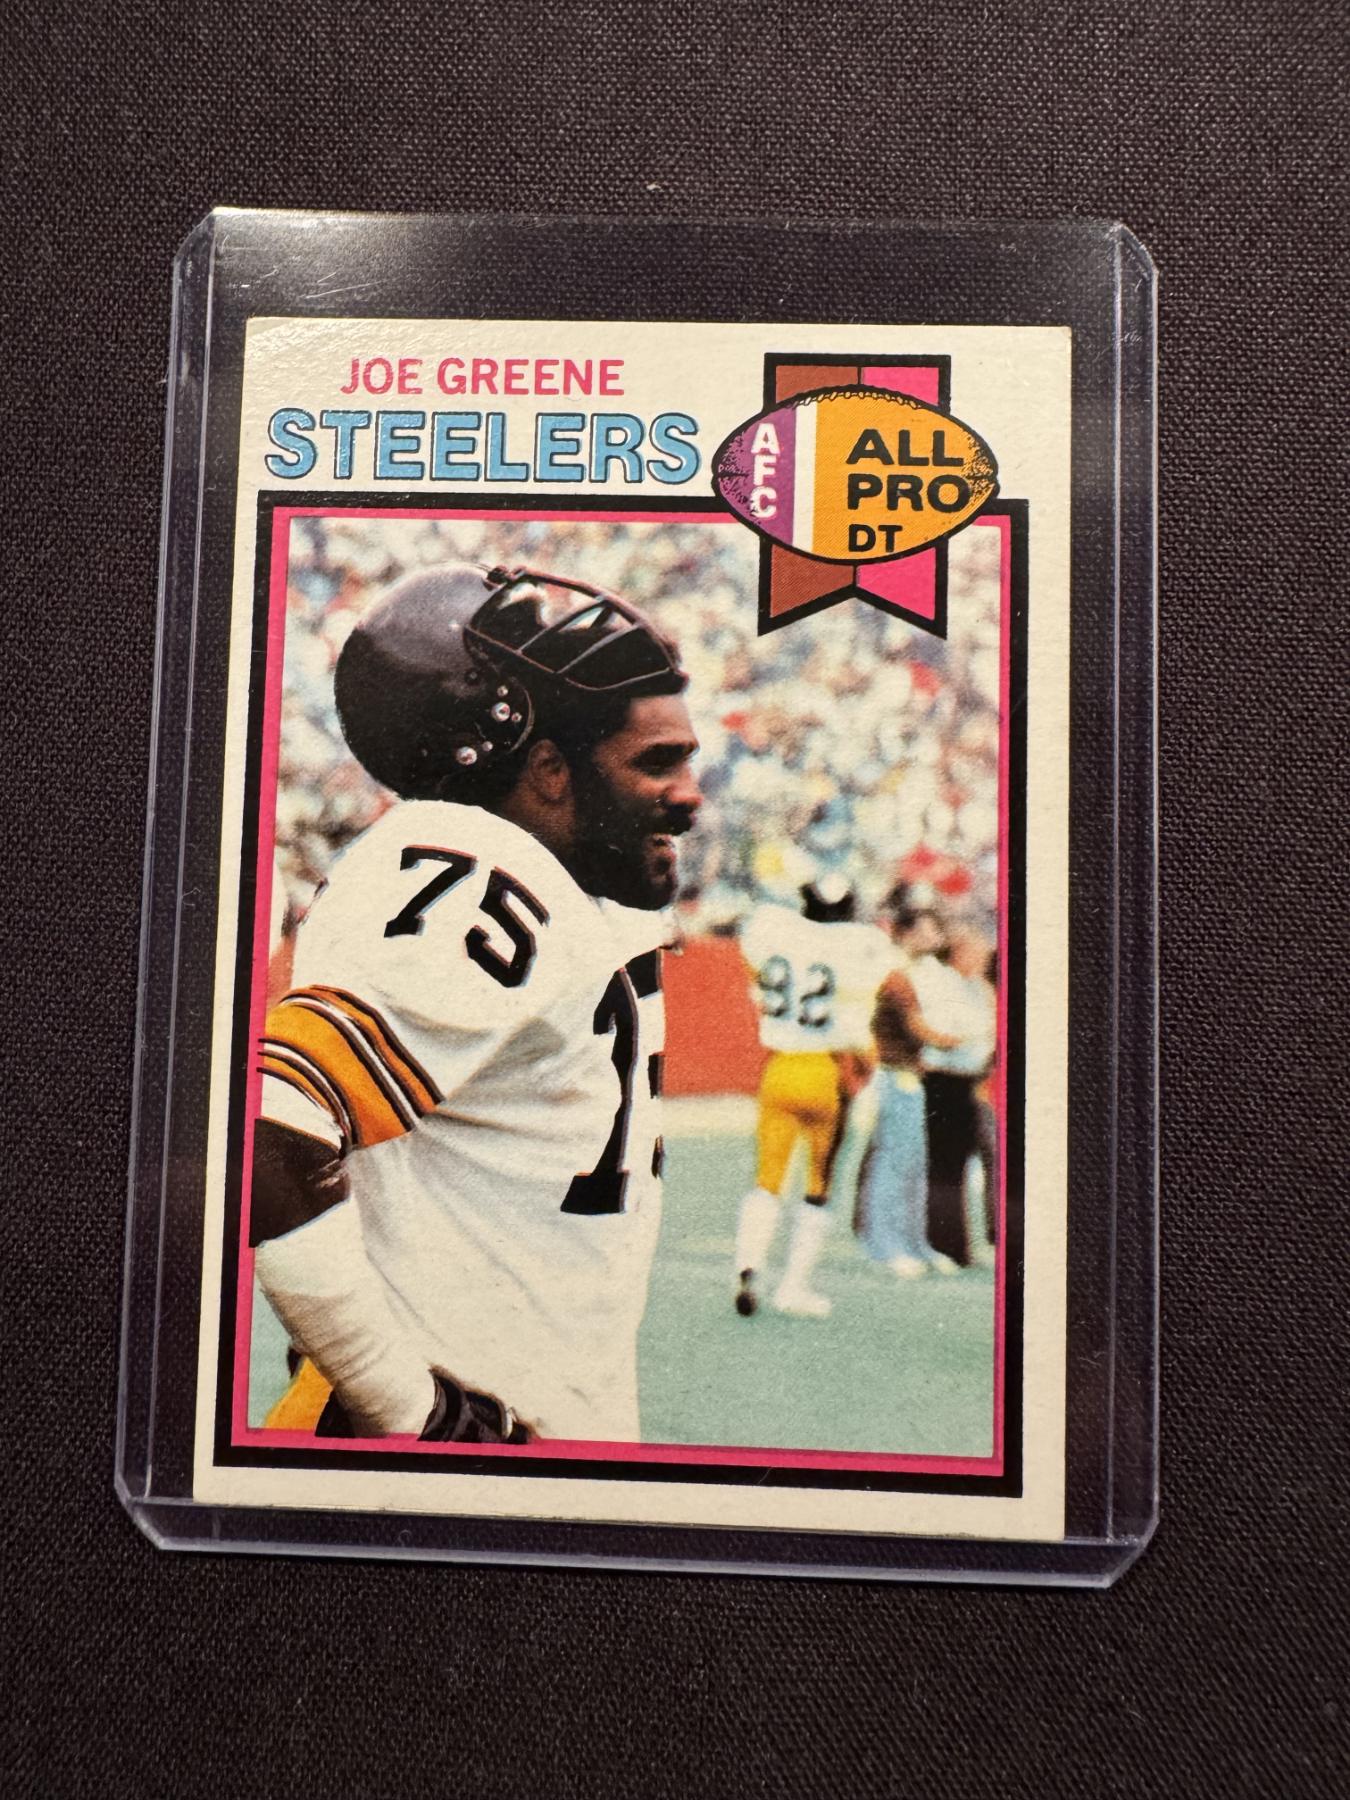 JOE GREENE
STEELERS
AFC
ALL
PRO
DT
75
92